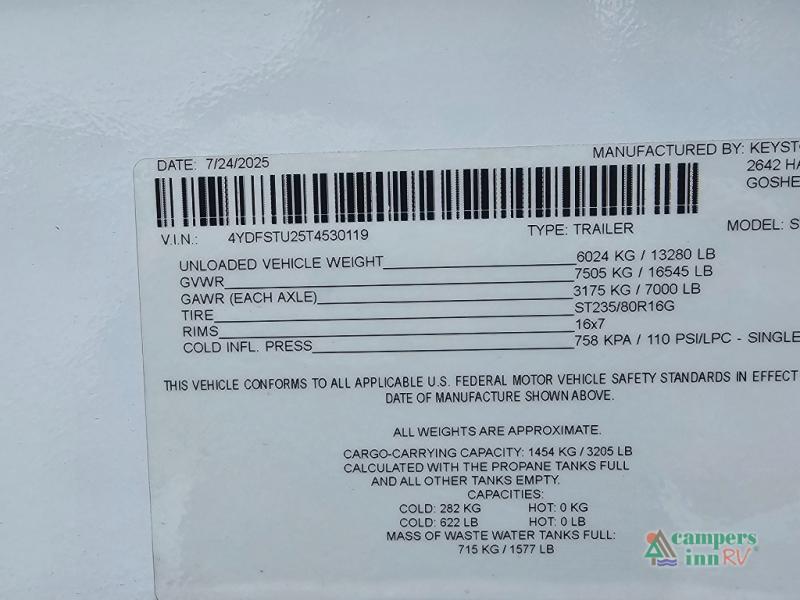 DATE: 7/24/2025
MANUFACTURED BY: KEYST
2642 HA
GOSHE
V.I.N.: 4YDFSTU25T4530119 TYPE: TRAILER MODEL: S
UNLOADED VEHICLE WEIGHT 6024 KG / 13280 LB
GVWR 7505 KG / 16545 LB
GAWR (EACH AXLE) 3175 KG / 7000 LB
TIRE ST235/80R16G
RIMS 16x7
COLD INFL. PRESS 758 KPA / 110 PSI/LPC - SINGLE
THIS VEHICLE CONFORMS TO ALL APPLICABLE U.S. FEDERAL MOTOR VEHICLE SAFETY STANDARDS IN EFFECT
DATE OF MANUFACTURE SHOWN ABOVE.
ALL WEIGHTS ARE APPROXIMATE.
CARGO-CARRYING CAPACITY: 1454 KG / 3205 LB
CALCULATED WITH THE PROPANE TANKS FULL
AND ALL OTHER TANKS EMPTY.
CAPACITIES:
COLD: 282 KG HOT: 0 KG
COLD: 622 LB HOT: 0 LB
MASS OF WASTE WATER TANKS FULL:
715 KG / 1577 LB
campers
inn RV